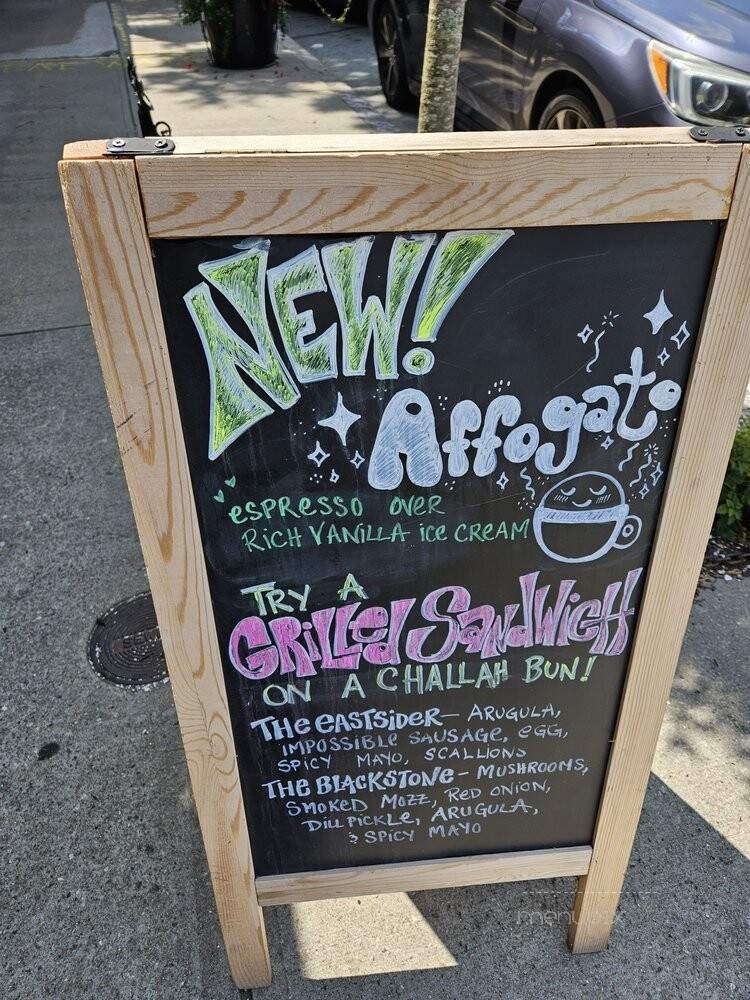 NEW!
Affogato
espresso over
Rich Vanilla ice cream
Try A
Grilled Sandwich
on A Challah Bun!
The Eastsider— Arugula,
Impossible Sausage, egg,
Spicy Mayo, Scallions
The Blackstone- Mushrooms,
Smoked Mozz, Red Onion,
Dill Pickle, Arugula,
& Spicy Mayo